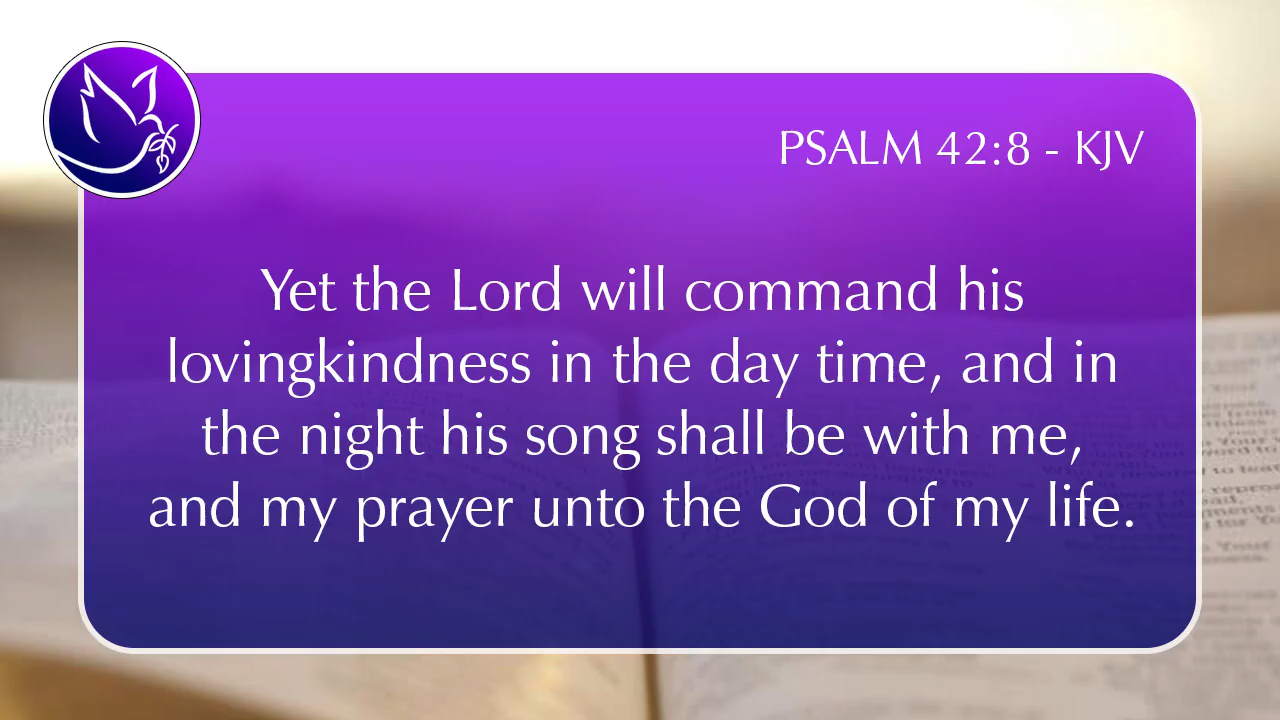 PSALM 42:8 - KJV
Yet the Lord will command his
lovingkindness in the day time, and in
the night his song shall be with me,
and my prayer unto the God of my life.